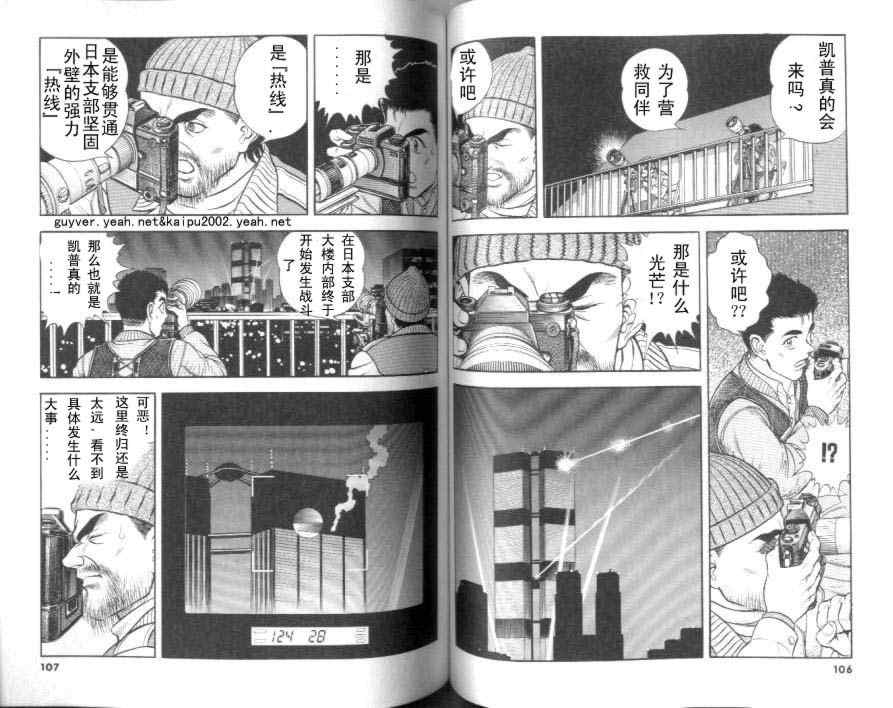 凯普真的会
来吗?
为了营
救同伴
或许吧
或许吧??
那是什么
光芒!?
!?
那是
······
是『热线』.
是能够贯通
日本支部坚固
外壁的强力
『热线』
guyver.yeah.net&kaipu2002.yeah.net
在日本支部
大楼内部终于
开始发生战斗
了
那么也就是
凯普真的
.....!
124 28
可恶!
这里终归还是
太远.看不到
具体发生什么
大事.....
107
106